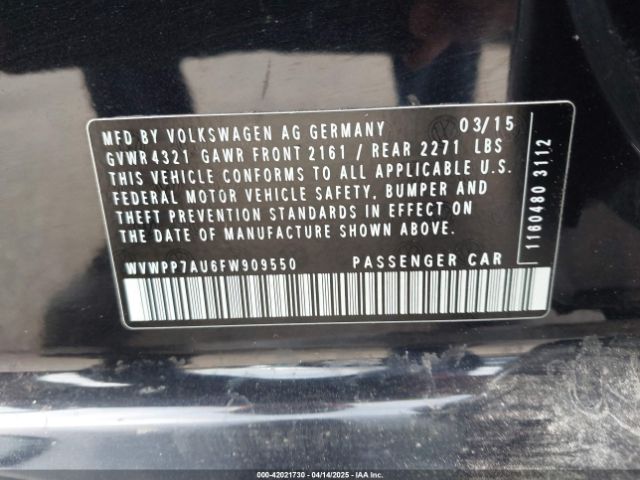 MFD BY VOLKSWAGEN AG GERMANY 03/15
GVWR 4321 GAWR FRONT 2161 / REAR 2271 LBS
THIS VEHICLE CONFORMS TO ALL APPLICABLE U.S.
FEDERAL MOTOR VEHICLE SAFETY, BUMPER AND
THEFT PREVENTION STANDARDS IN EFFECT ON
THE DATE OF MANUFACTURE SHOWN ABOVE.
WVWPP7AU6FW909550 PASSENGER CAR
1160480 3112
000-42021730 - 04/14/2025 - IAAI.COM